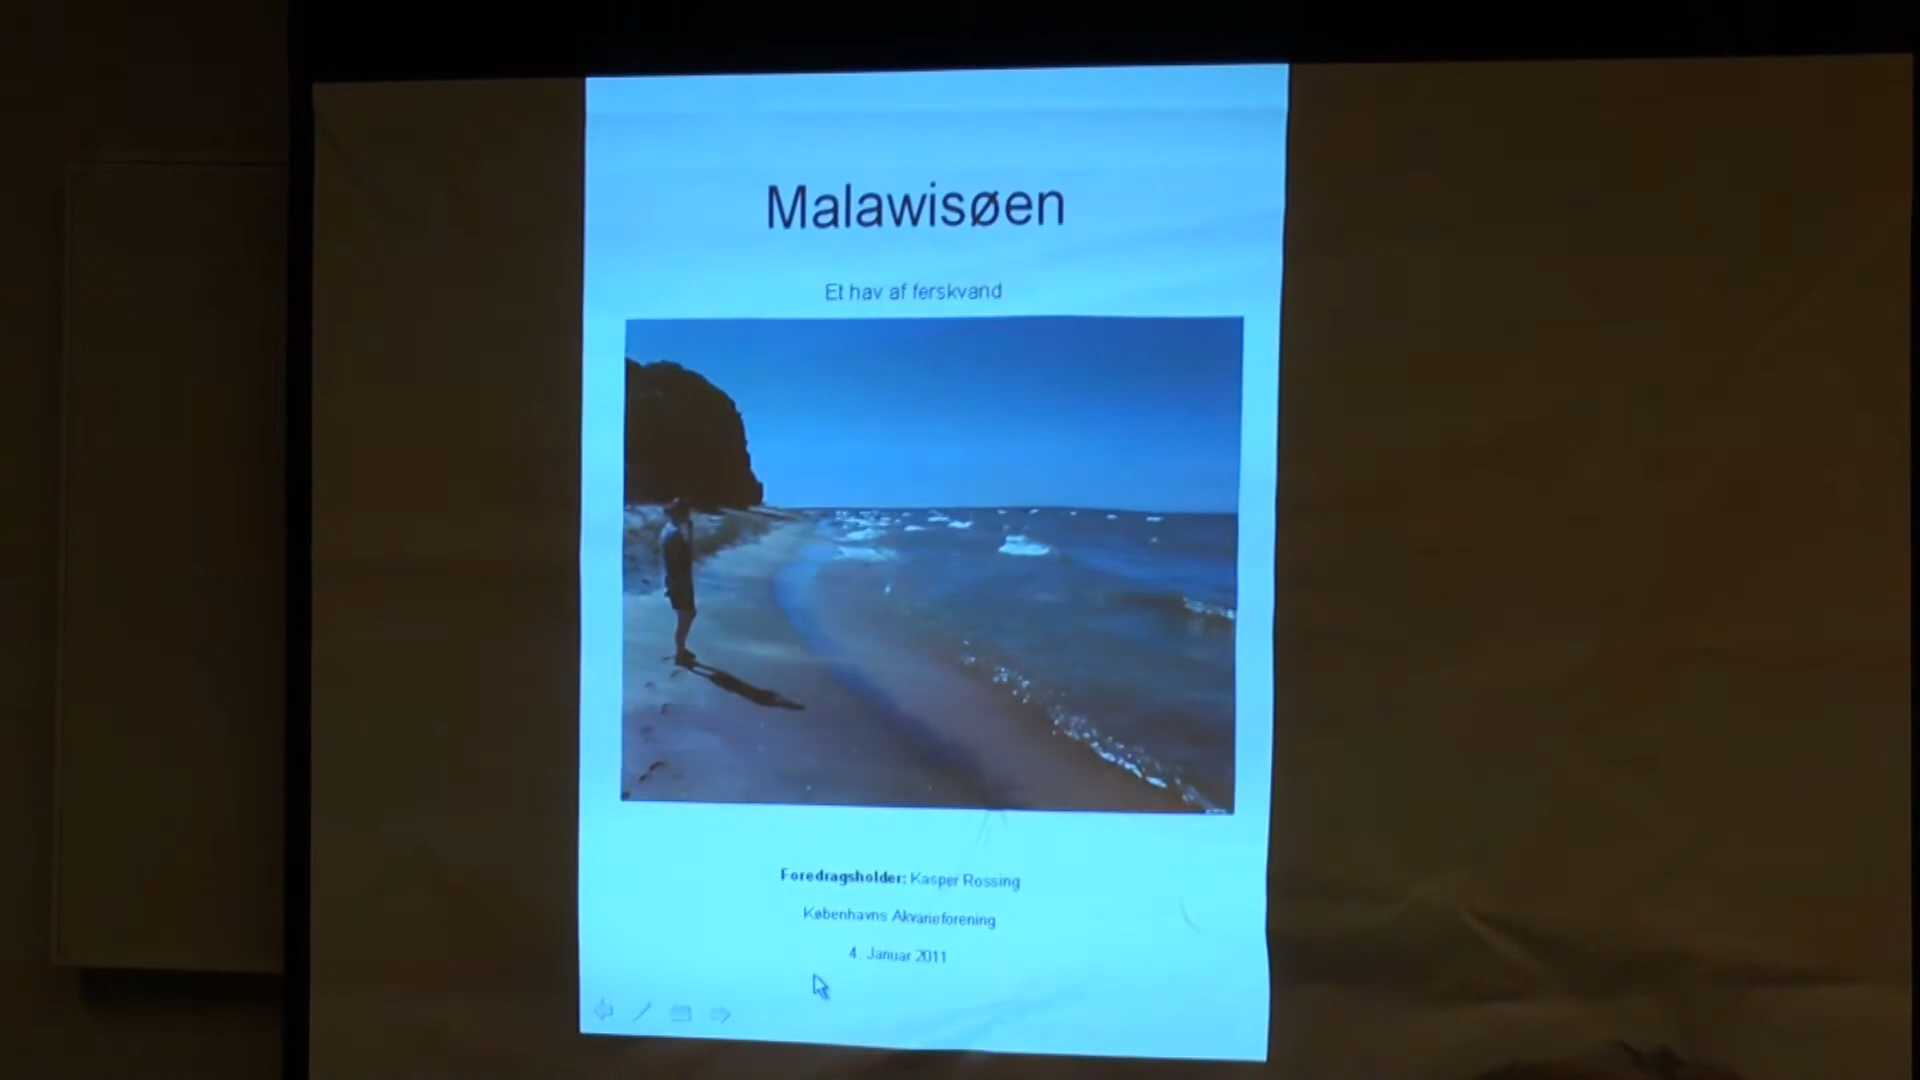 Malawisøen
Et hav af ferskvand
Foredragsholder: Kasper Rossing
Københavns Akvarieforening
4. Januar 2011